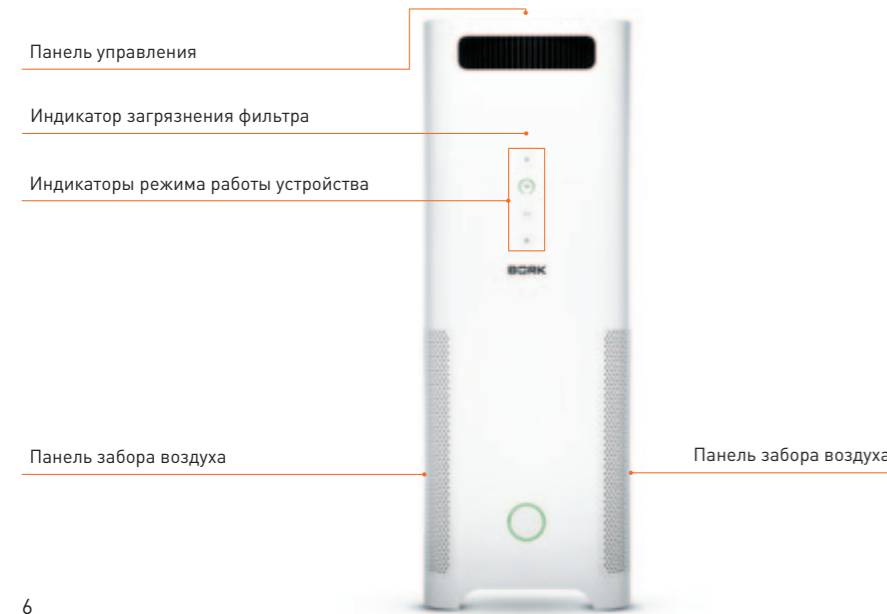 Панель управления
Индикатор загрязнения фильтра
Индикаторы режима работы устройства
BORK
Панель забора воздуха
Панель забора воздуха
6